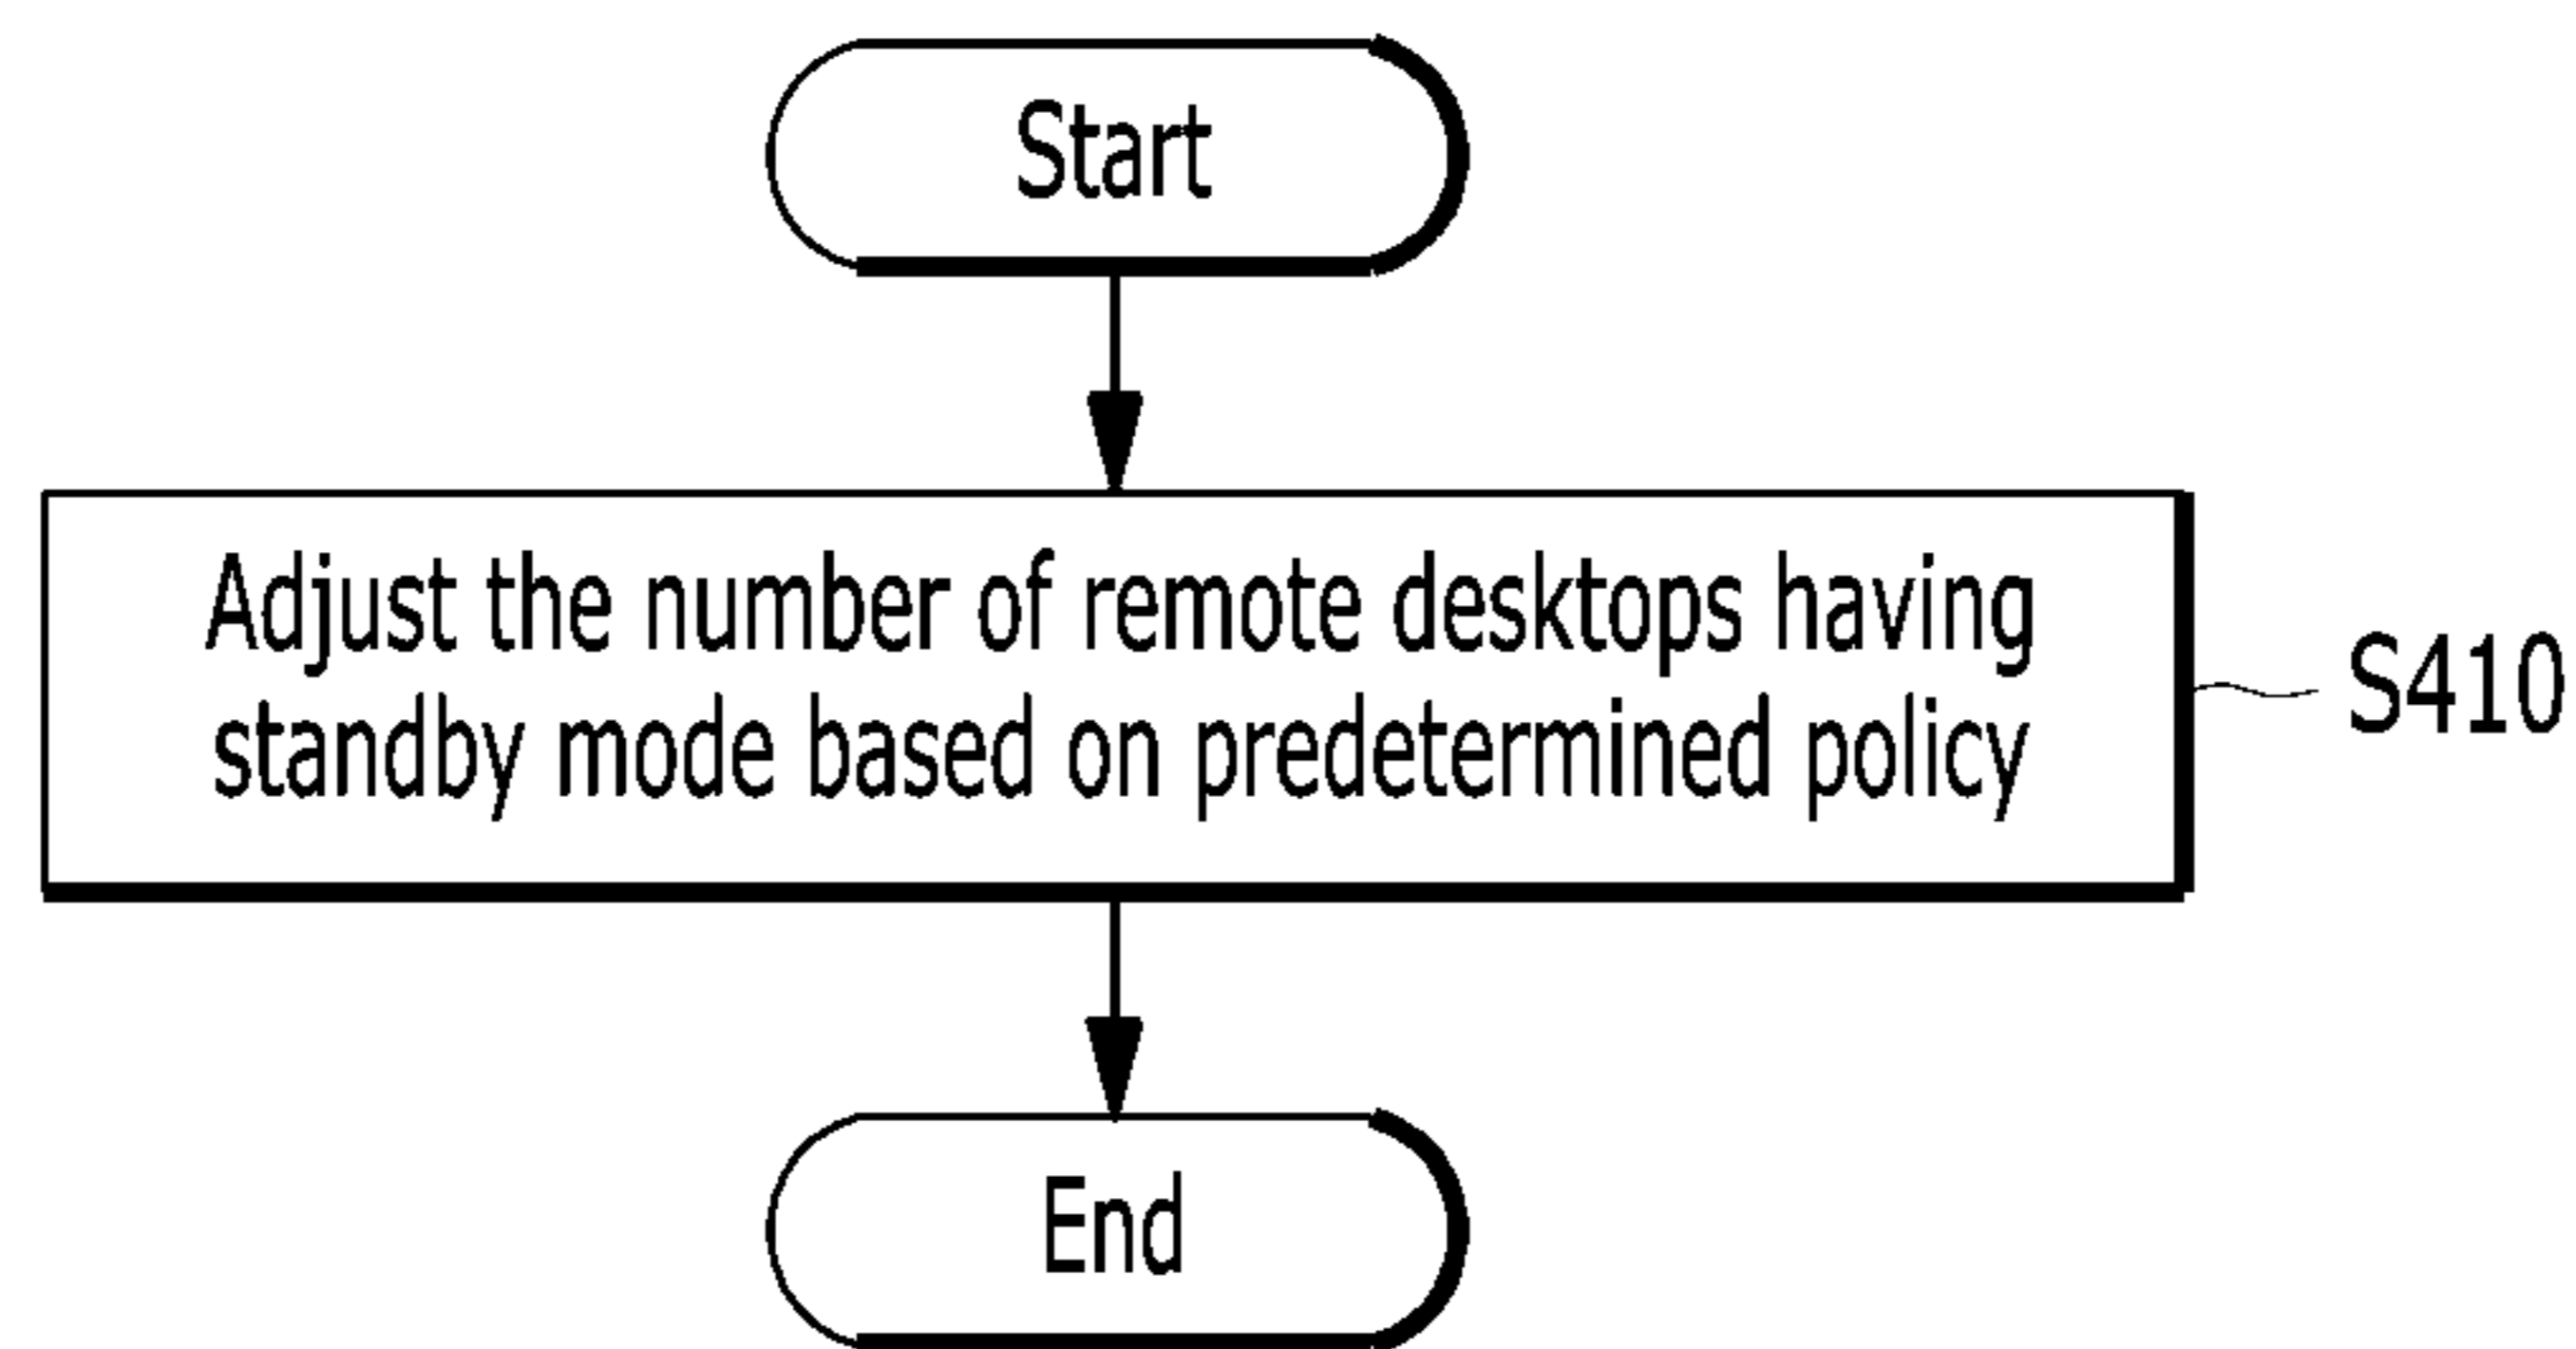 Start
Adjust the number of remote desktops having
standby mode based on predetermined policy
S410
End